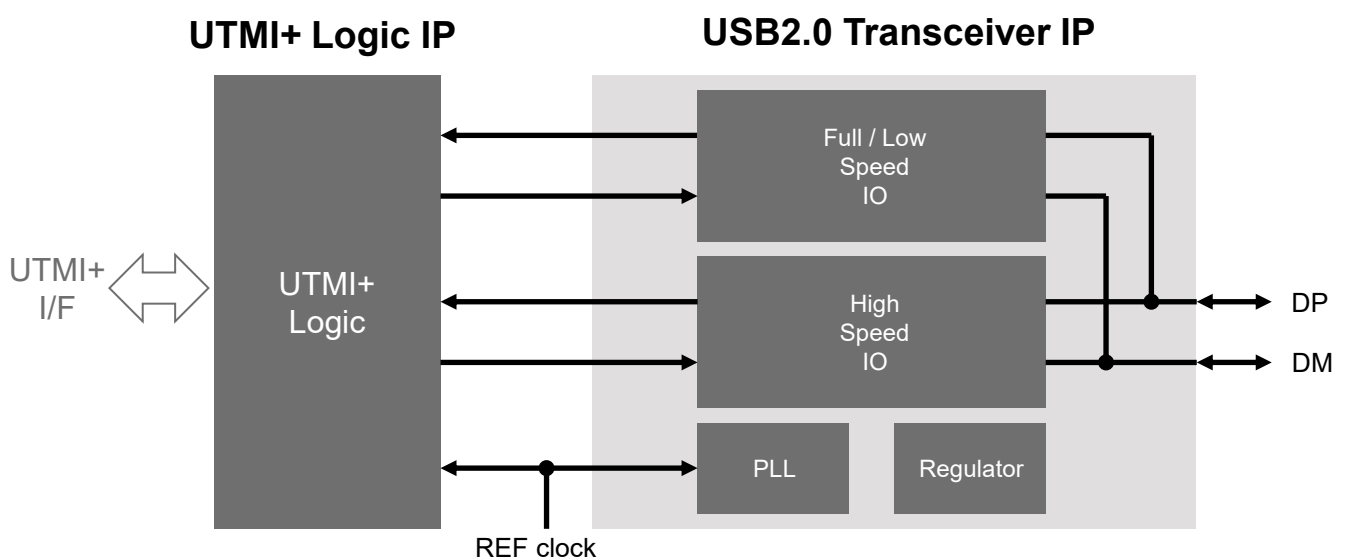 UTMI+ Logic IP
USB2.0 Transceiver IP
UTMI+
I/F
UTMI+
Logic
Full / Low
Speed
IO
High
Speed
IO
DP
DM
PLL
Regulator
REF clock